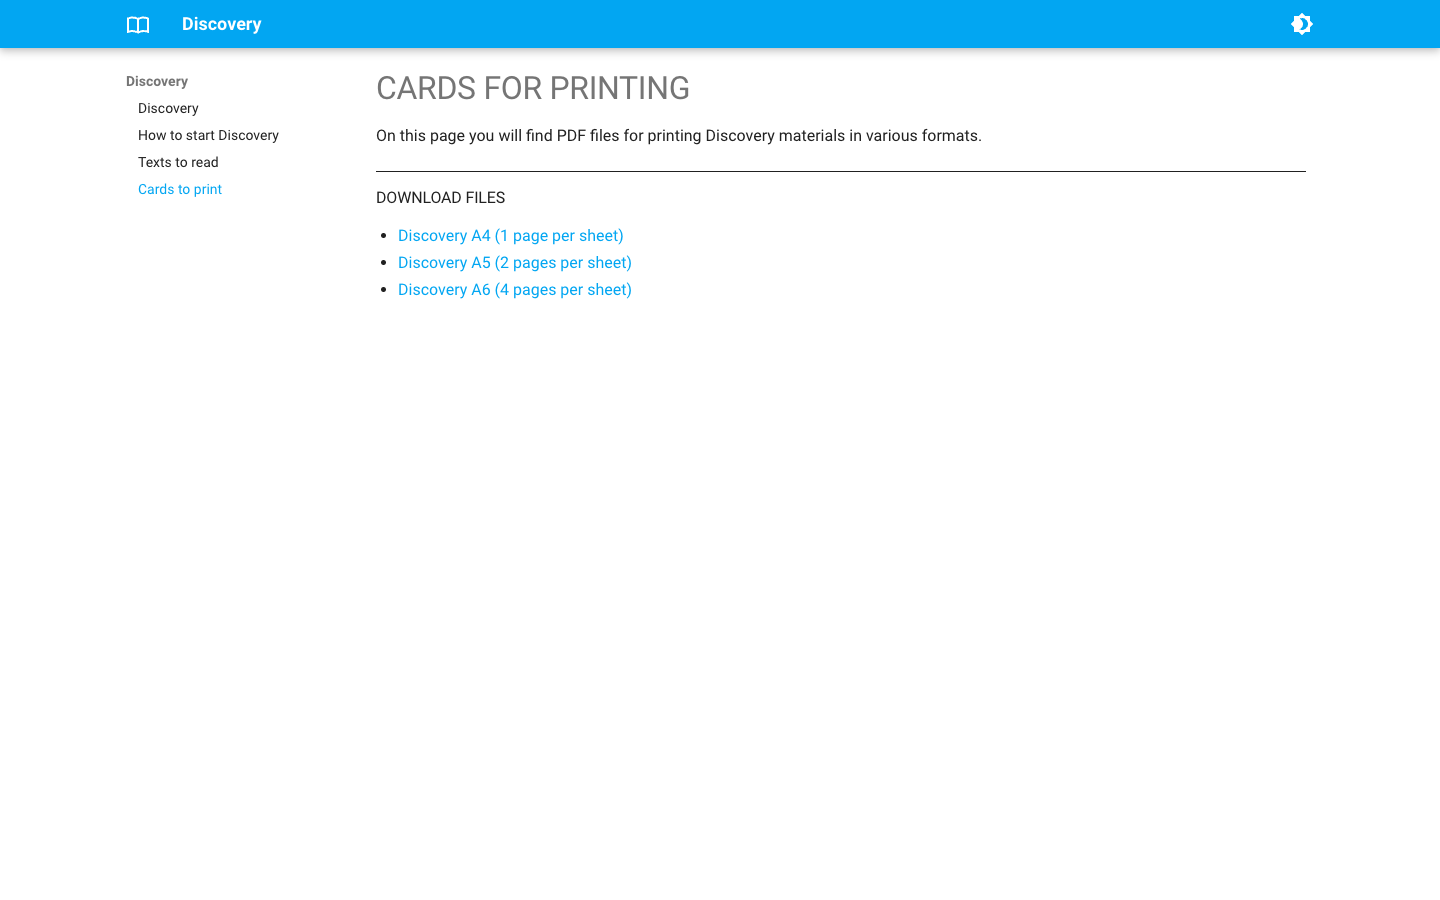 Discovery
Discovery
Discovery
How to start Discovery
Texts to read
Cards to print
CARDS FOR PRINTING
On this page you will find PDF files for printing Discovery materials in various formats.
DOWNLOAD FILES
Discovery A4 (1 page per sheet)
Discovery A5 (2 pages per sheet)
Discovery A6 (4 pages per sheet)